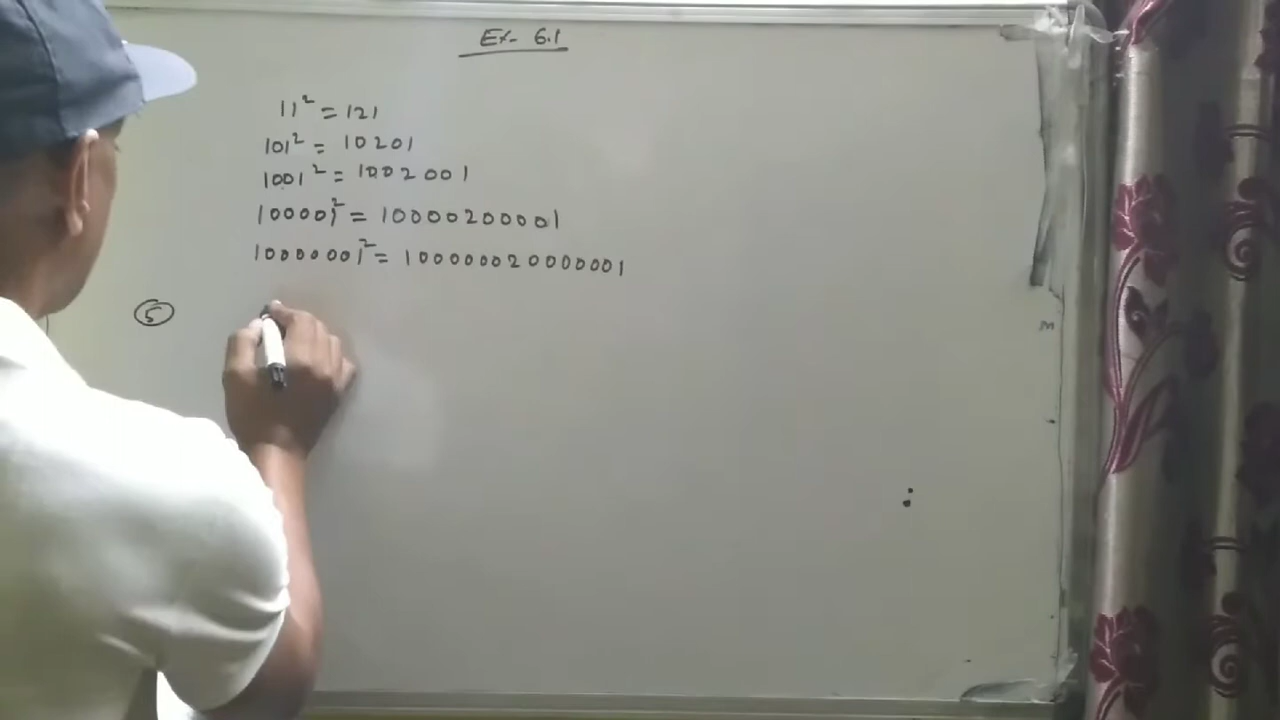 Ex- 6.1
11² = 121
101² = 10201
1001² = 1002001
100001² = 10000200001
10000001² = 100000020000001
⑤